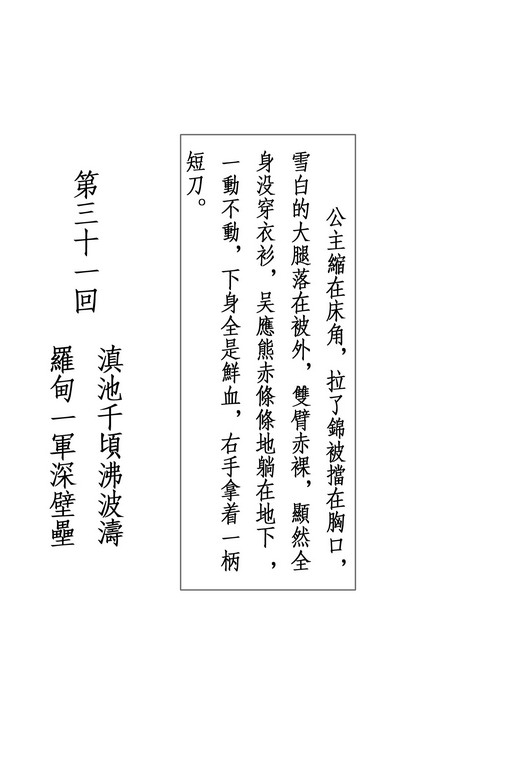 公主縮在床角，拉了錦被擋在胸口，
雪白的大腿落在被外，雙臂赤裸，顯然全
身没穿衣衫，吴應熊赤條條地躺在地下，
一動不動，下身全是鮮血，右手拿着一柄
短刀。
第三十一回
滇池千頃沸波濤
羅甸一軍深壁壘